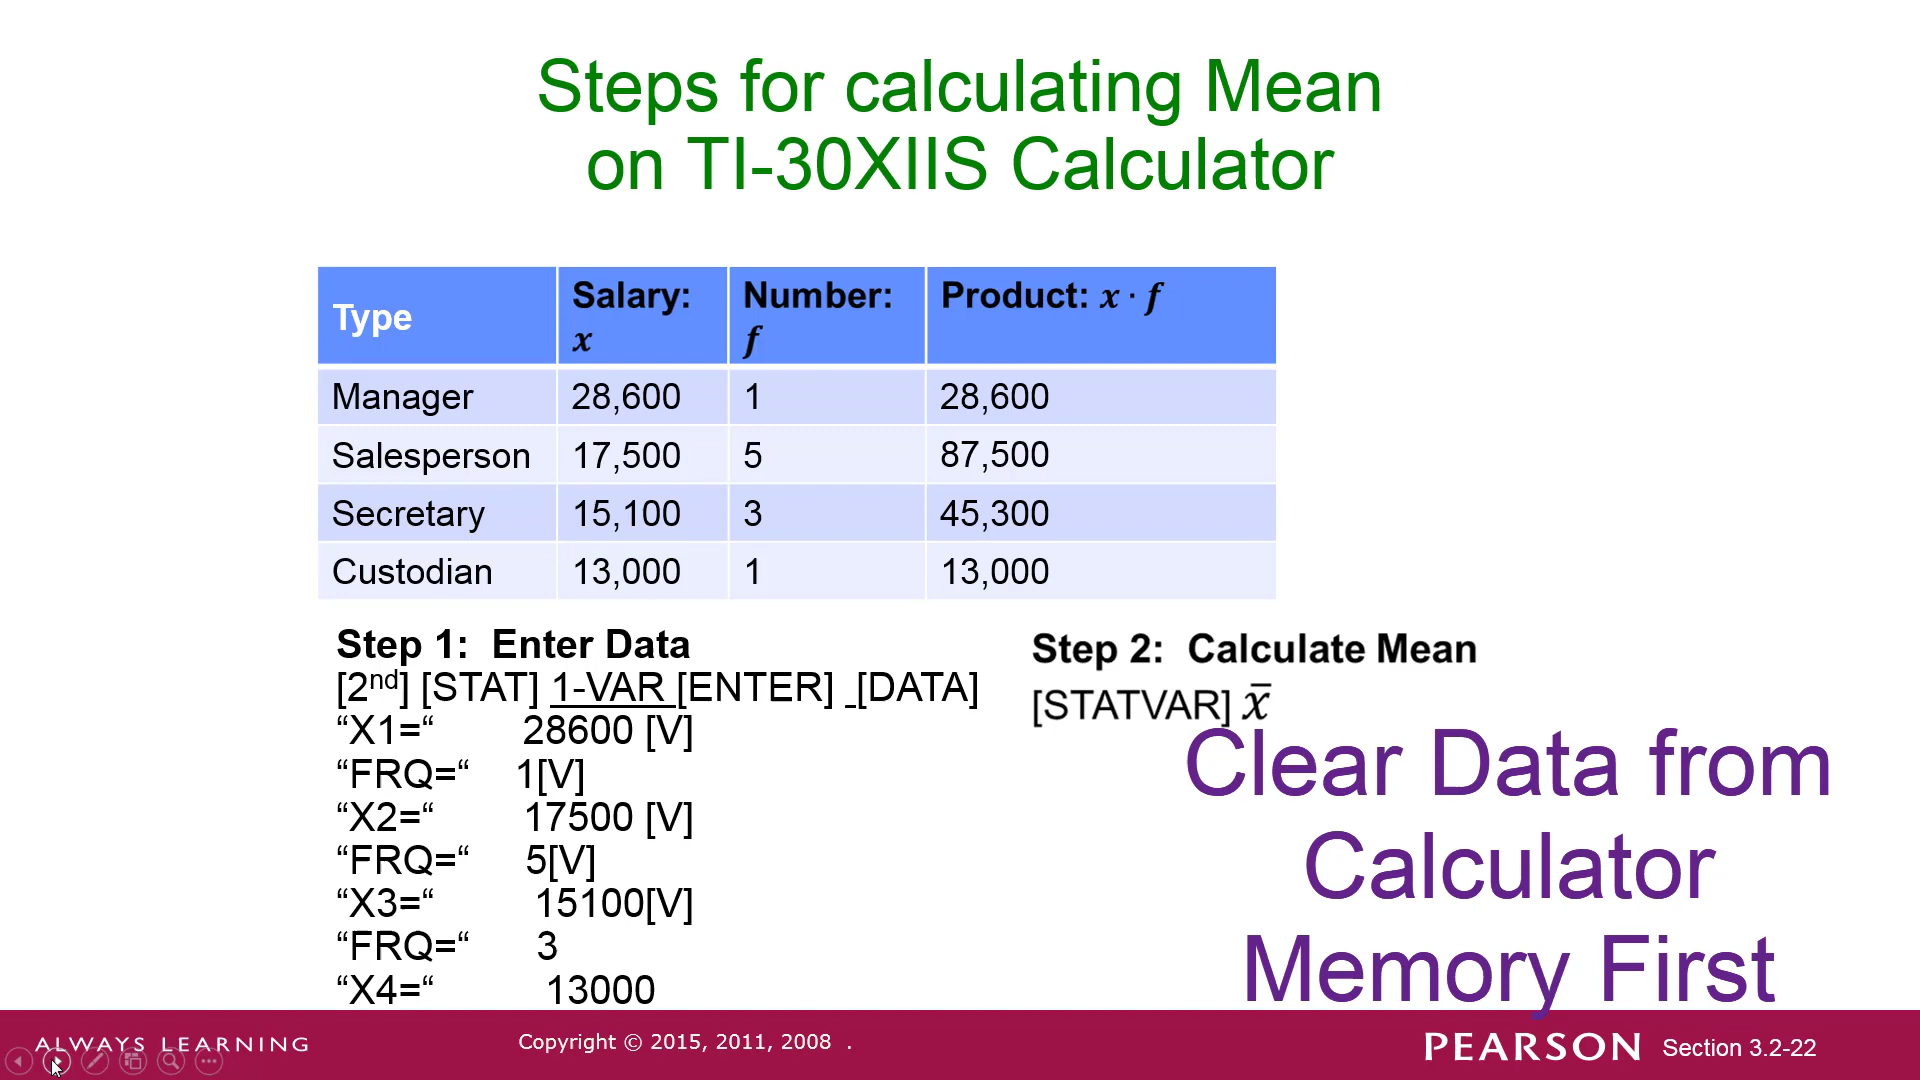 Steps for calculating Mean
on TI-30XIIS Calculator
Type Salary: x Number: f Product: x · f
Manager 28,600 1 28,600
Salesperson 17,500 5 87,500
Secretary 15,100 3 45,300
Custodian 13,000 1 13,000
Step 1: Enter Data
[2nd] [STAT] 1-VAR [ENTER] [DATA]
“X1=“ 28600 [V]
“FRQ=“ 1[V]
“X2=“ 17500 [V]
“FRQ=“ 5[V]
“X3=“ 15100[V]
“FRQ=“ 3
“X4=“ 13000
Step 2: Calculate Mean
[STATVAR] x̄
Clear Data from
Calculator
Memory First
ALWAYS LEARNING
Copyright © 2015, 2011, 2008 .
PEARSON
Section 3.2-22